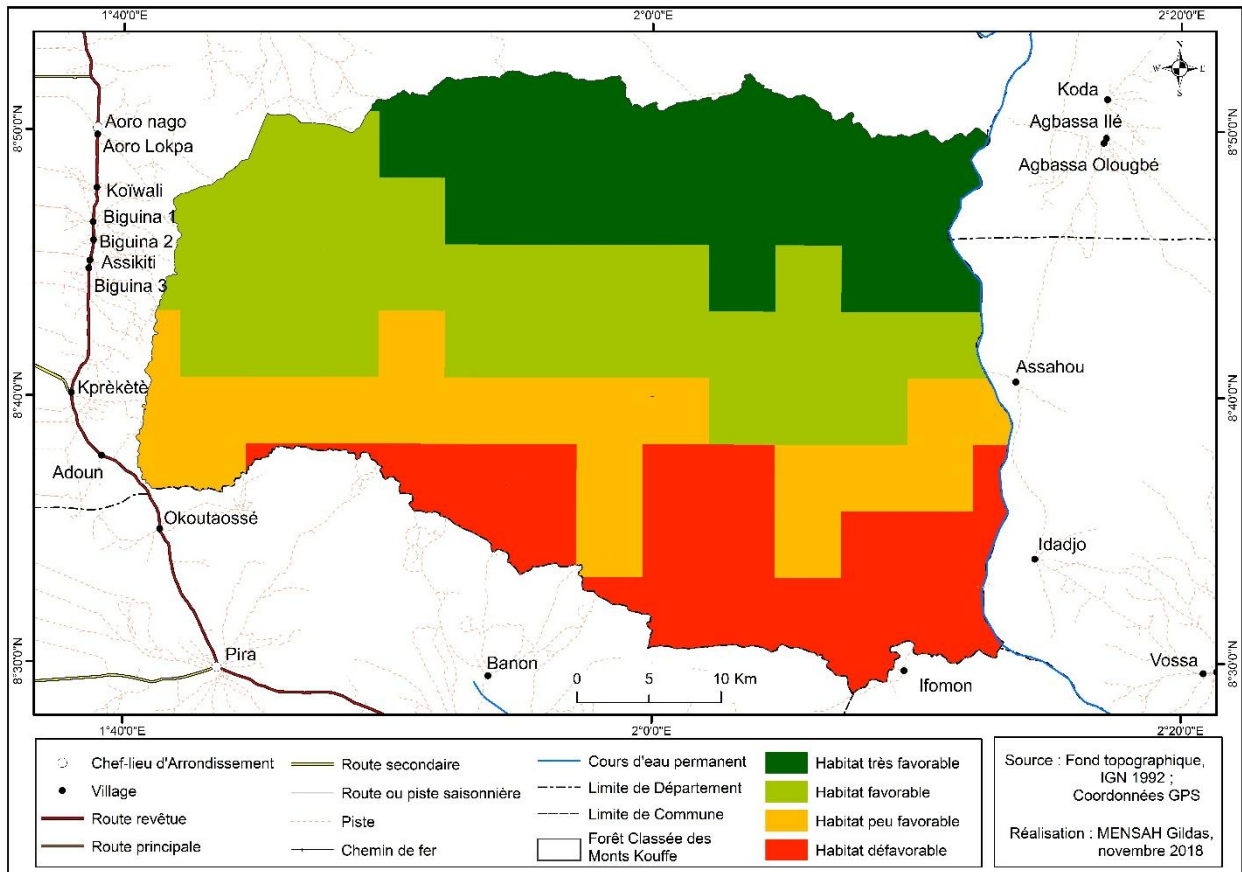 1°40'0"E
2°0'0"E
2°20'0"E
N
W
E
S
Koda
8°50'0"N
Aoro nago
Agbassa Ilé
8°50'0"N
Aoro Lokpa
Agbassa Olougbé
Koïwali
Biguina 1
Biguina 2
Assikiti
Biguina 3
Assahou
8°40'0"N
Kprèkètè
8°40'0"N
Adoun
Okoutaossé
Idadjo
Pira
Banon
Vossa
8°30'0"N
0 5 10 Km
Ifomon
8°30'0"N
1°40'0"E
2°0'0"E
2°20'0"E
Chef-lieu d'Arrondissement
Village
Route revêtue
Route principale
Route secondaire
Route ou piste saisonnière
Piste
Chemin de fer
Cours d'eau permanent
Limite de Département
Limite de Commune
Forêt Classée des
Monts Kouffe
Habitat très favorable
Habitat favorable
Habitat peu favorable
Habitat défavorable
Source : Fond topographique,
IGN 1992 ;
Coordonnées GPS
Réalisation : MENSAH Gildas,
novembre 2018